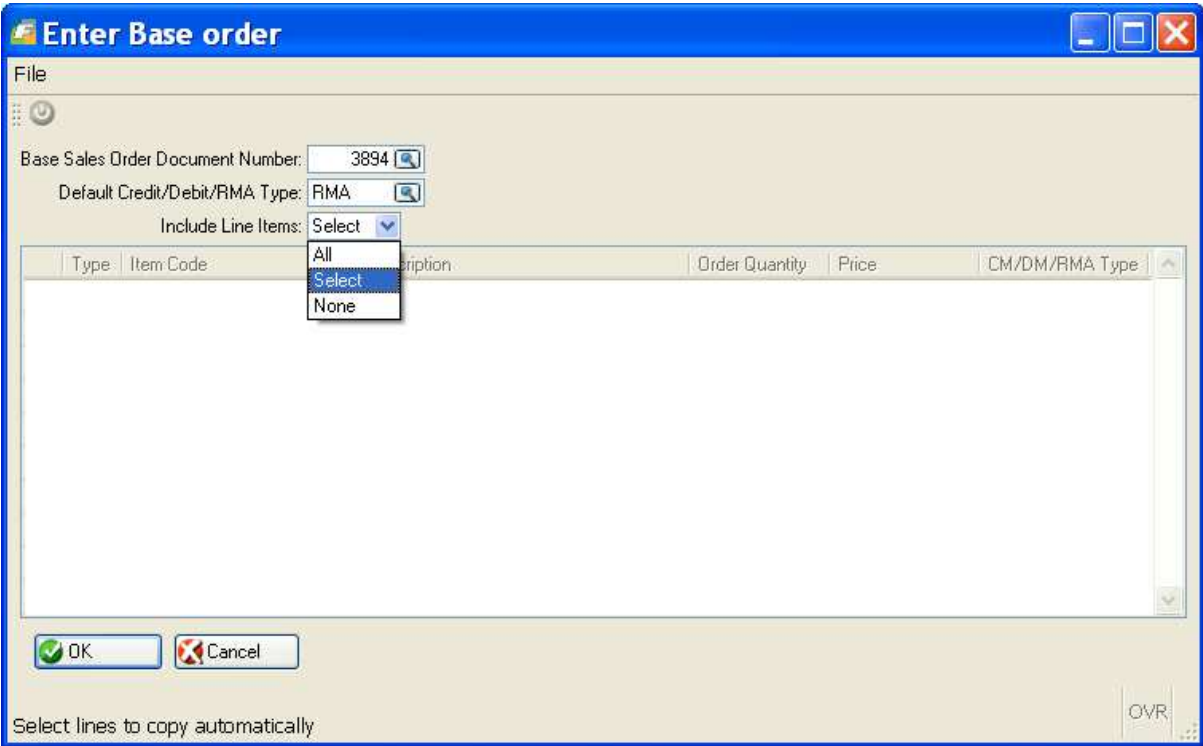 Enter Base order
File
Base Sales Order Document Number: 3894
Default Credit/Debit/RMA Type: RMA
Include Line Items: Select
Type Item Code cription Order Quantity Price CM/DM/RMA Type
All
Select
None
OK Cancel
Select lines to copy automatically
OVR